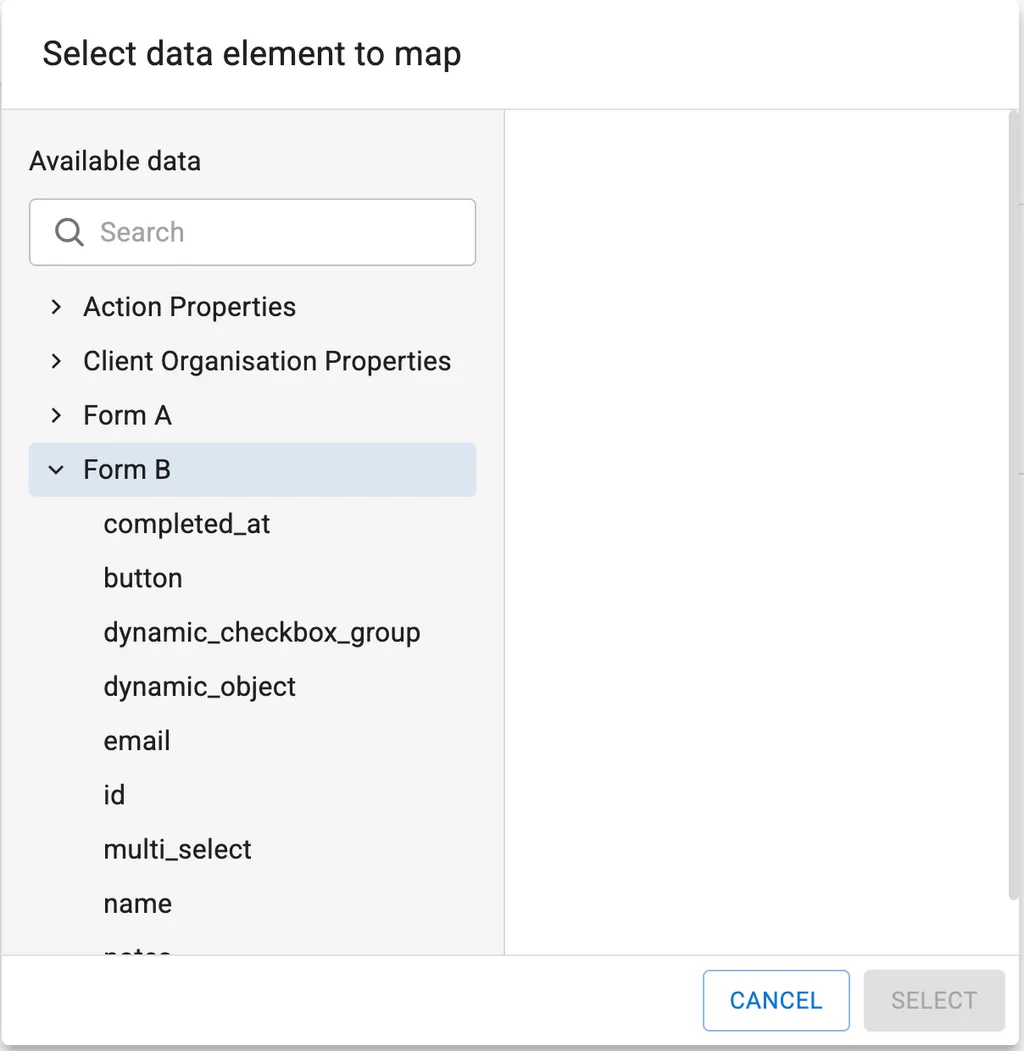 Select data element to map
Available data
Search
Action Properties
Client Organisation Properties
Form A
Form B
completed_at
button
dynamic_checkbox_group
dynamic_object
email
id
multi_select
name
CANCEL
SELECT